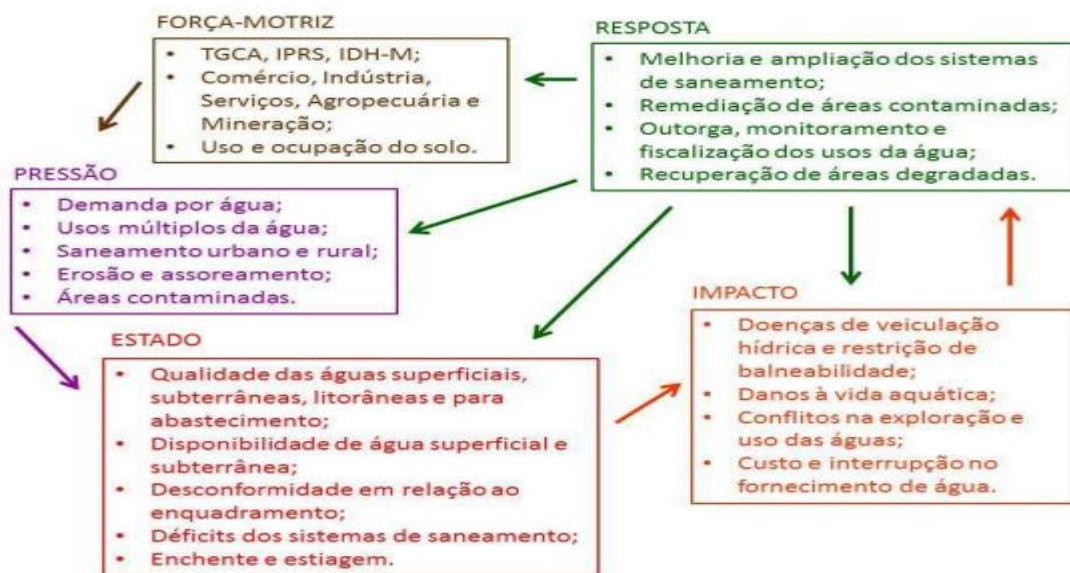 FORÇA-MOTRIZ
• TGCA, IPRS, IDH-M;
• Comércio, Indústria,
Serviços, Agropecuária e
Mineração;
• Uso e ocupação do solo.
RESPOSTA
• Melhoria e ampliação dos sistemas
de saneamento;
• Remediação de áreas contaminadas;
• Outorga, monitoramento e
fiscalização dos usos da água;
• Recuperação de áreas degradadas.
PRESSÃO
• Demanda por água;
• Usos múltiplos da água;
• Saneamento urbano e rural;
• Erosão e assoreamento;
• Áreas contaminadas.
IMPACTO
• Doenças de veiculação
hídrica e restrição de
balneabilidade;
• Danos à vida aquática;
• Conflitos na exploração e
uso das águas;
• Custo e interrupção no
fornecimento de água.
ESTADO
• Qualidade das águas superficiais,
subterrâneas, litorâneas e para
abastecimento;
• Disponibilidade de água superficial e
subterrânea;
• Desconformidade em relação ao
enquadramento;
• Déficits dos sistemas de saneamento;
• Enchente e estiagem.